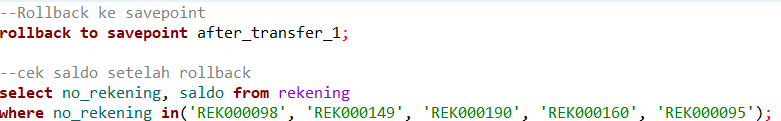 --Rollback ke savepoint
rollback to savepoint after_transfer_1;
--cek saldo setelah rollback
select no_rekening, saldo from rekening
where no_rekening in('REK000098', 'REK000149', 'REK000190', 'REK000160', 'REK000095');